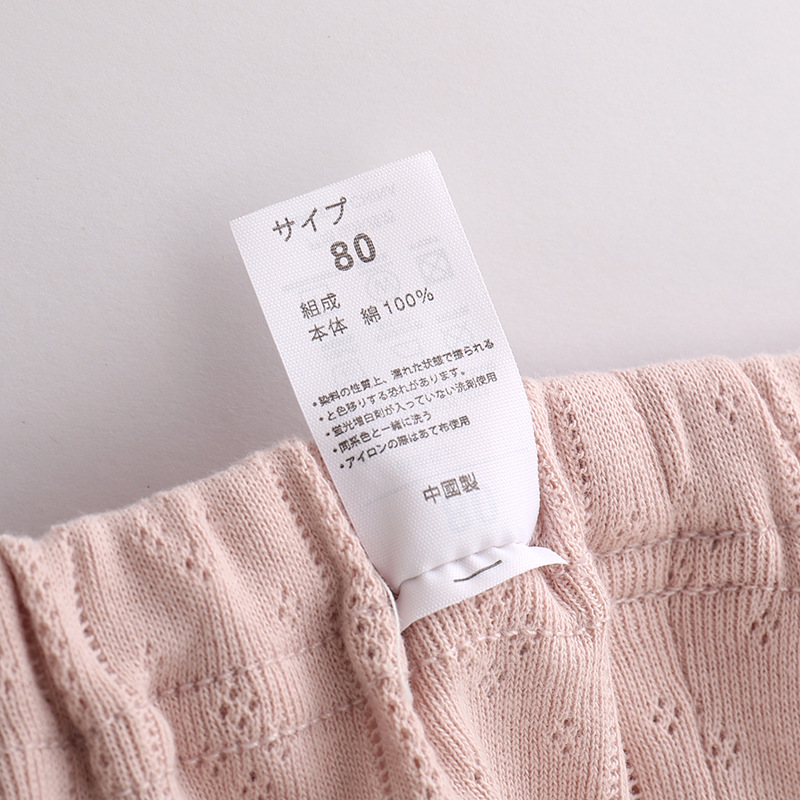 サイプ
80
組成
本体 綿100%
•染料の性質上、濡れた状態で擦られる
•と色移りする恐れがあります。
•蛍光増白剤が入っていない洗剤使用
•同系色と一緒に洗う
•アイロンの際はあて布使用
中國製